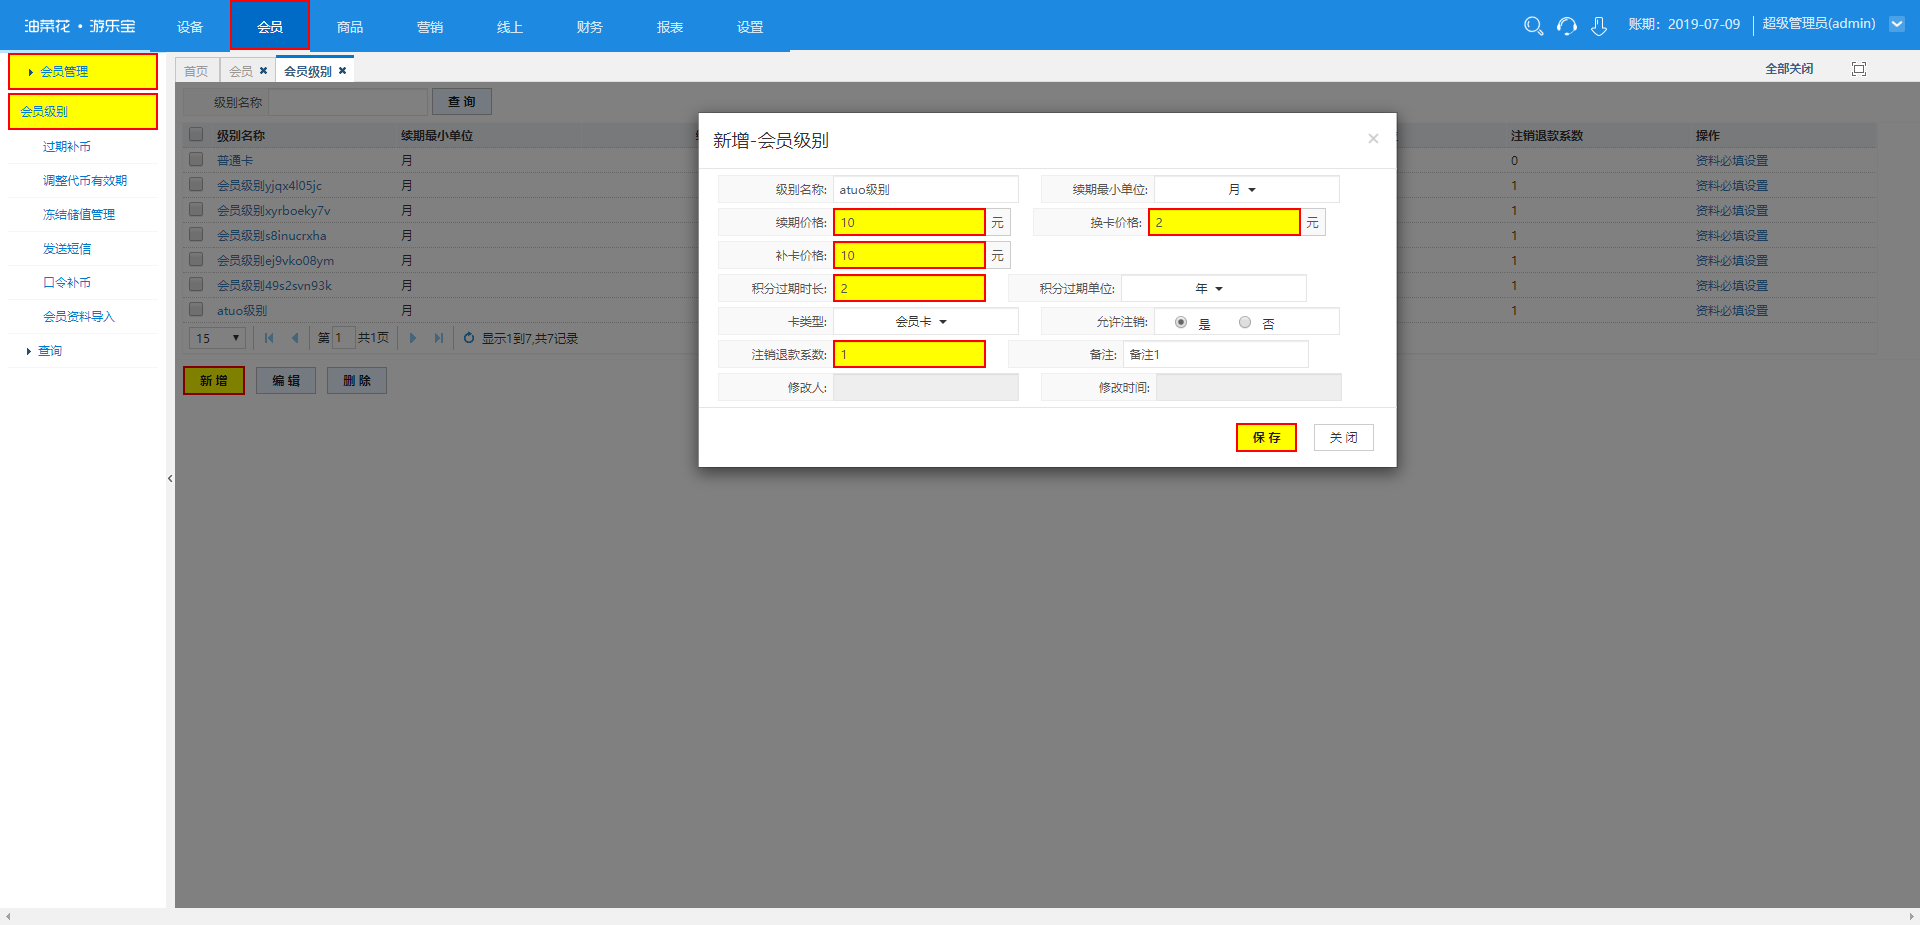 油菜花·游乐宝 设备 会员 商品 营销 线上 财务 报表 设置 账期：2019-07-09 超级管理员(admin)
会员管理
会员级别
过期补币
调整代币有效期
冻结储值管理
发送短信
口令补币
会员资料导入
查询
首页 会员 会员级别 全部关闭
级别名称 查 询
级别名称 续期最小单位 注销退款系数 操作
普通卡 月 0 资料必填设置
会员级别yjqx4l05jc 月 1 资料必填设置
会员级别xyrboeky7v 月 1 资料必填设置
会员级别s8inucrxha 月 1 资料必填设置
会员级别ej9vko08ym 月 1 资料必填设置
会员级别49s2svn93k 月 1 资料必填设置
atuo级别 月 1 资料必填设置
15 第 1 共1页 显示1到7,共7记录
新 增 编 辑 删 除
新增-会员级别
级别名称: atuo级别 续期最小单位: 月
续期价格: 10 元 换卡价格: 2 元
补卡价格: 10 元
积分过期时长: 2 积分过期单位: 年
卡类型: 会员卡 允许注销: 是 否
注销退款系数: 1 备注: 备注1
修改人: 修改时间:
保 存 关 闭